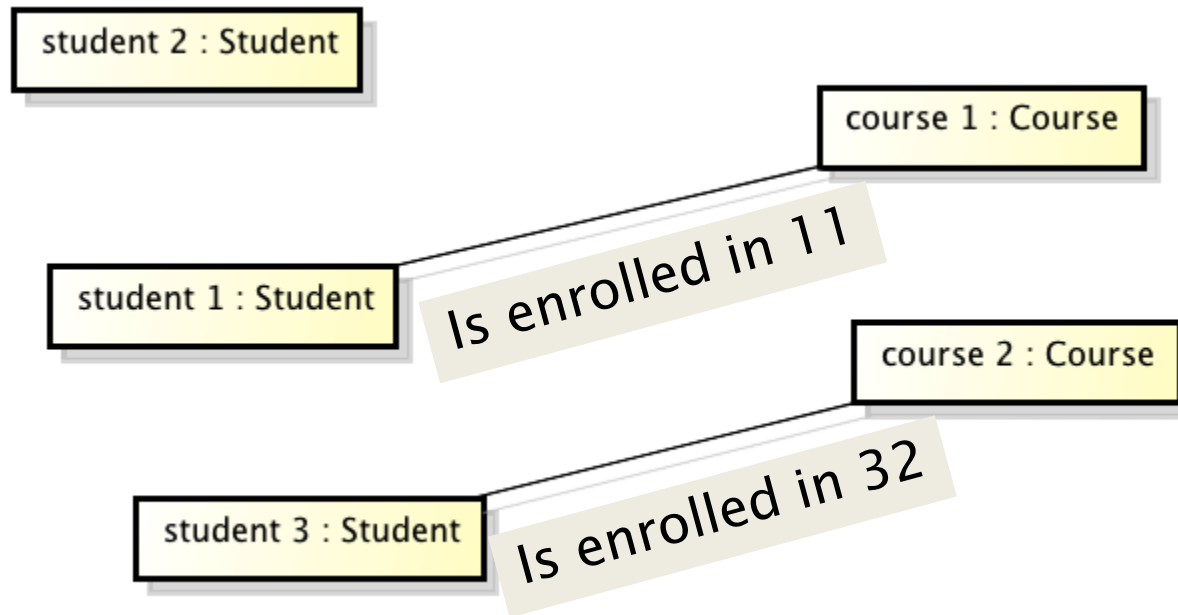 student 2 : Student
course 1 : Course
student 1 : Student
Is enrolled in 11
course 2 : Course
student 3 : Student
Is enrolled in 32